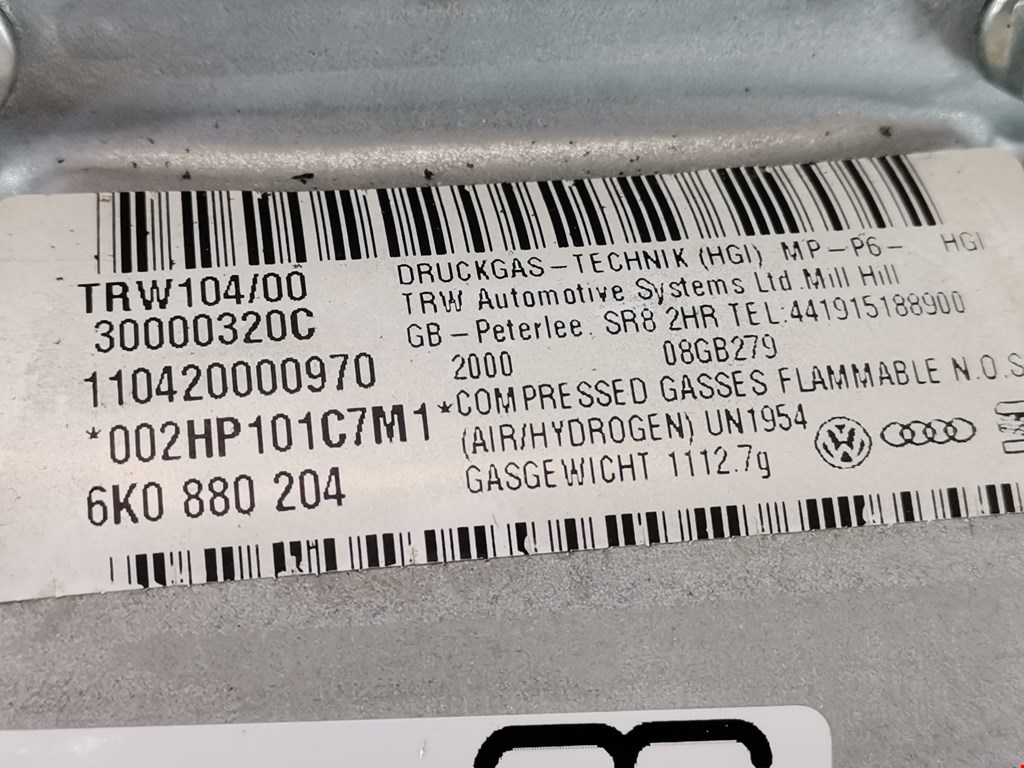 TRW104/00
30000320C
110420000970
*002HP101C7M1*
6K0 880 204
DRUCKGAS-TECHNIK (HGI) MP-P6- HGI
TRW Automotive Systems Ltd.Mill Hill
GB-Peterlee. SR8 2HR TEL:441915188900
2000 08GB279
COMPRESSED GASSES FLAMMABLE N.O.S
(AIR/HYDROGEN) UN1954
GASGEWICHT 1112.7g